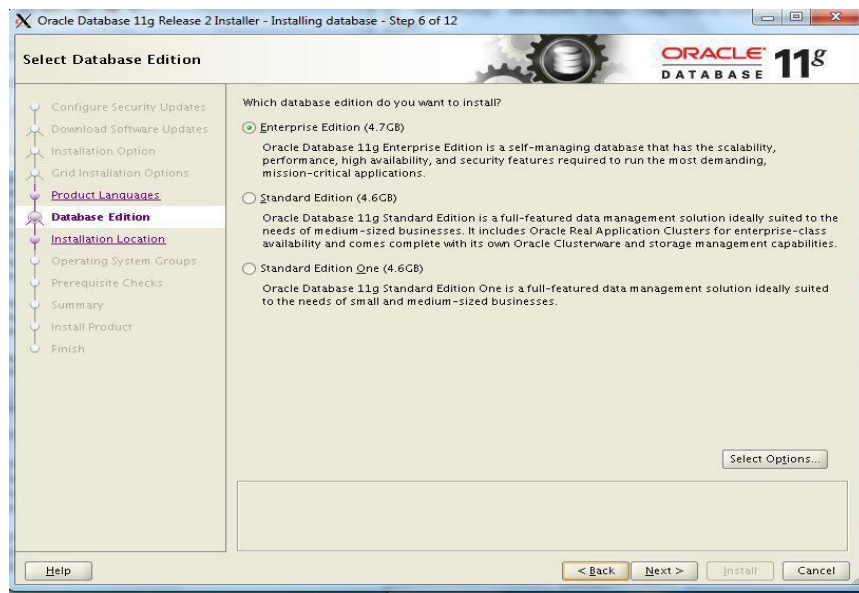 Oracle Database 11g Release 2 Installer - Installing database - Step 6 of 12
Select Database Edition
ORACLE 11g
DATABASE
Configure Security Updates
Download Software Updates
Installation Option
Grid Installation Options
Product Languages
Database Edition
Installation Location
Operating System Groups
Prerequisite Checks
Summary
Install Product
Finish
Which database edition do you want to install?
Enterprise Edition (4.7GB)
Oracle Database 11g Enterprise Edition is a self-managing database that has the scalability,
performance, high availability, and security features required to run the most demanding,
mission-critical applications.
Standard Edition (4.6GB)
Oracle Database 11g Standard Edition is a full-featured data management solution ideally suited to the
needs of medium-sized businesses. It includes Oracle Real Application Clusters for enterprise-class
availability and comes complete with its own Oracle Clusterware and storage management capabilities.
Standard Edition One (4.6GB)
Oracle Database 11g Standard Edition One is a full-featured data management solution ideally suited
to the needs of small and medium-sized businesses.
Select Options...
Help
< Back
Next >
Install
Cancel